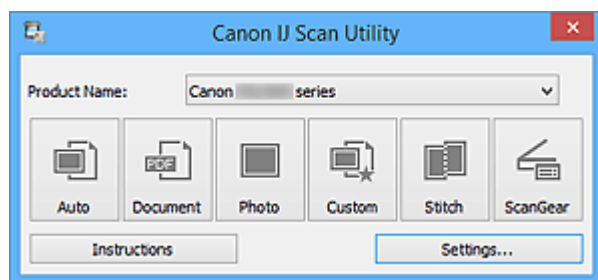 Canon IJ Scan Utility
Product Name: Canon series
PDF
Auto Document Photo Custom Stitch ScanGear
Instructions Settings...